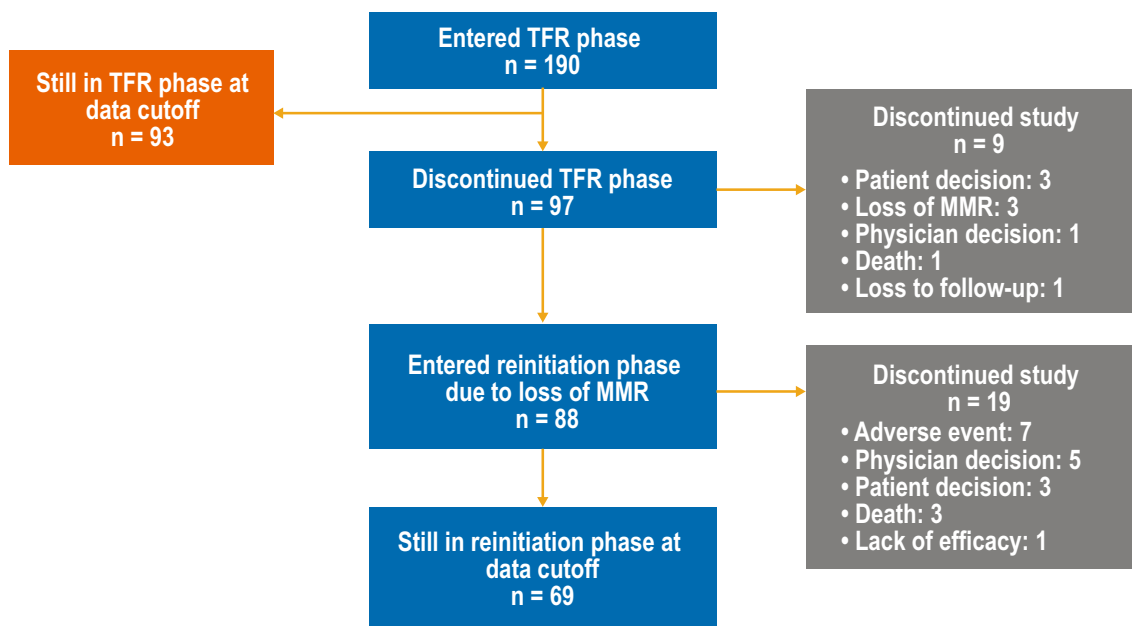 Entered TFR phase
n = 190
Still in TFR phase at
data cutoff
n = 93
Discontinued TFR phase
n = 97
Discontinued study
n = 9
• Patient decision: 3
• Loss of MMR: 3
• Physician decision: 1
• Death: 1
• Loss to follow-up: 1
Entered reinitiation phase
due to loss of MMR
n = 88
Discontinued study
n = 19
• Adverse event: 7
• Physician decision: 5
• Patient decision: 3
• Death: 3
• Lack of efficacy: 1
Still in reinitiation phase at
data cutoff
n = 69